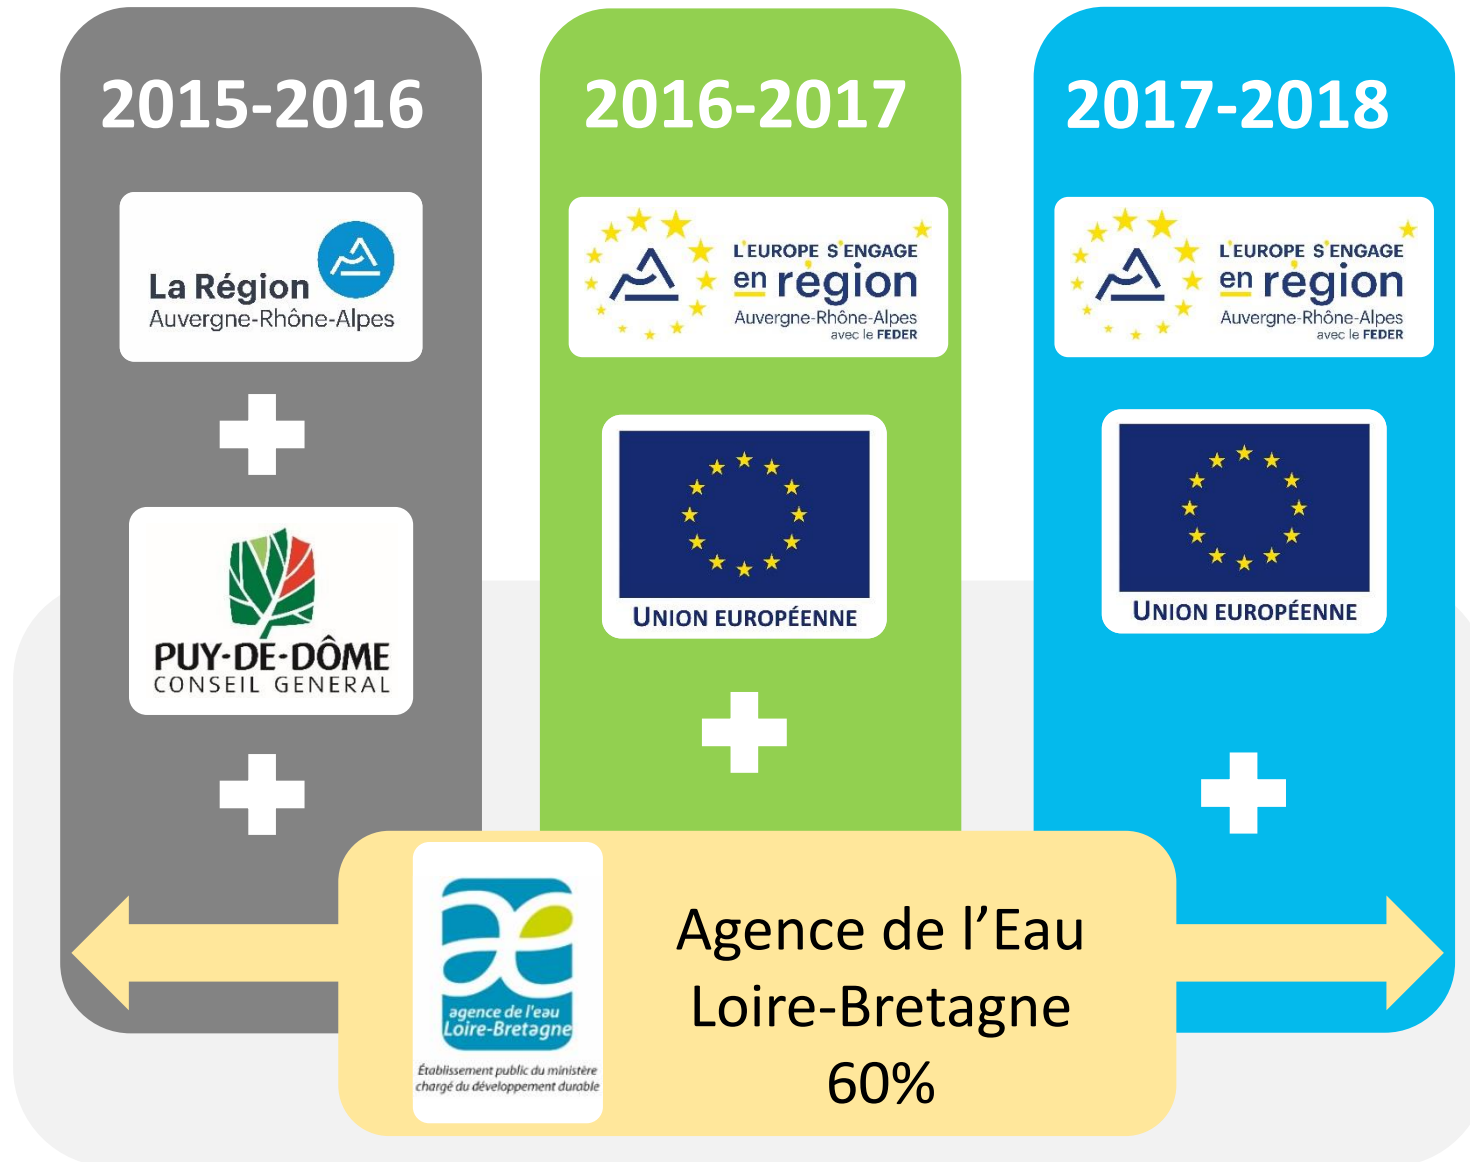 2015-2016
La Région
Auvergne-Rhône-Alpes
PUY-DE-DÔME
CONSEIL GENERAL
2016-2017
L'EUROPE S'ENGAGE
en région
Auvergne-Rhône-Alpes
avec le FEDER
UNION EUROPÉENNE
2017-2018
L'EUROPE S'ENGAGE
en région
Auvergne-Rhône-Alpes
avec le FEDER
UNION EUROPÉENNE
ae
agence de l'eau
Loire-Bretagne
Établissement public du ministère
chargé du développement durable
Agence de l’Eau
Loire-Bretagne
60%